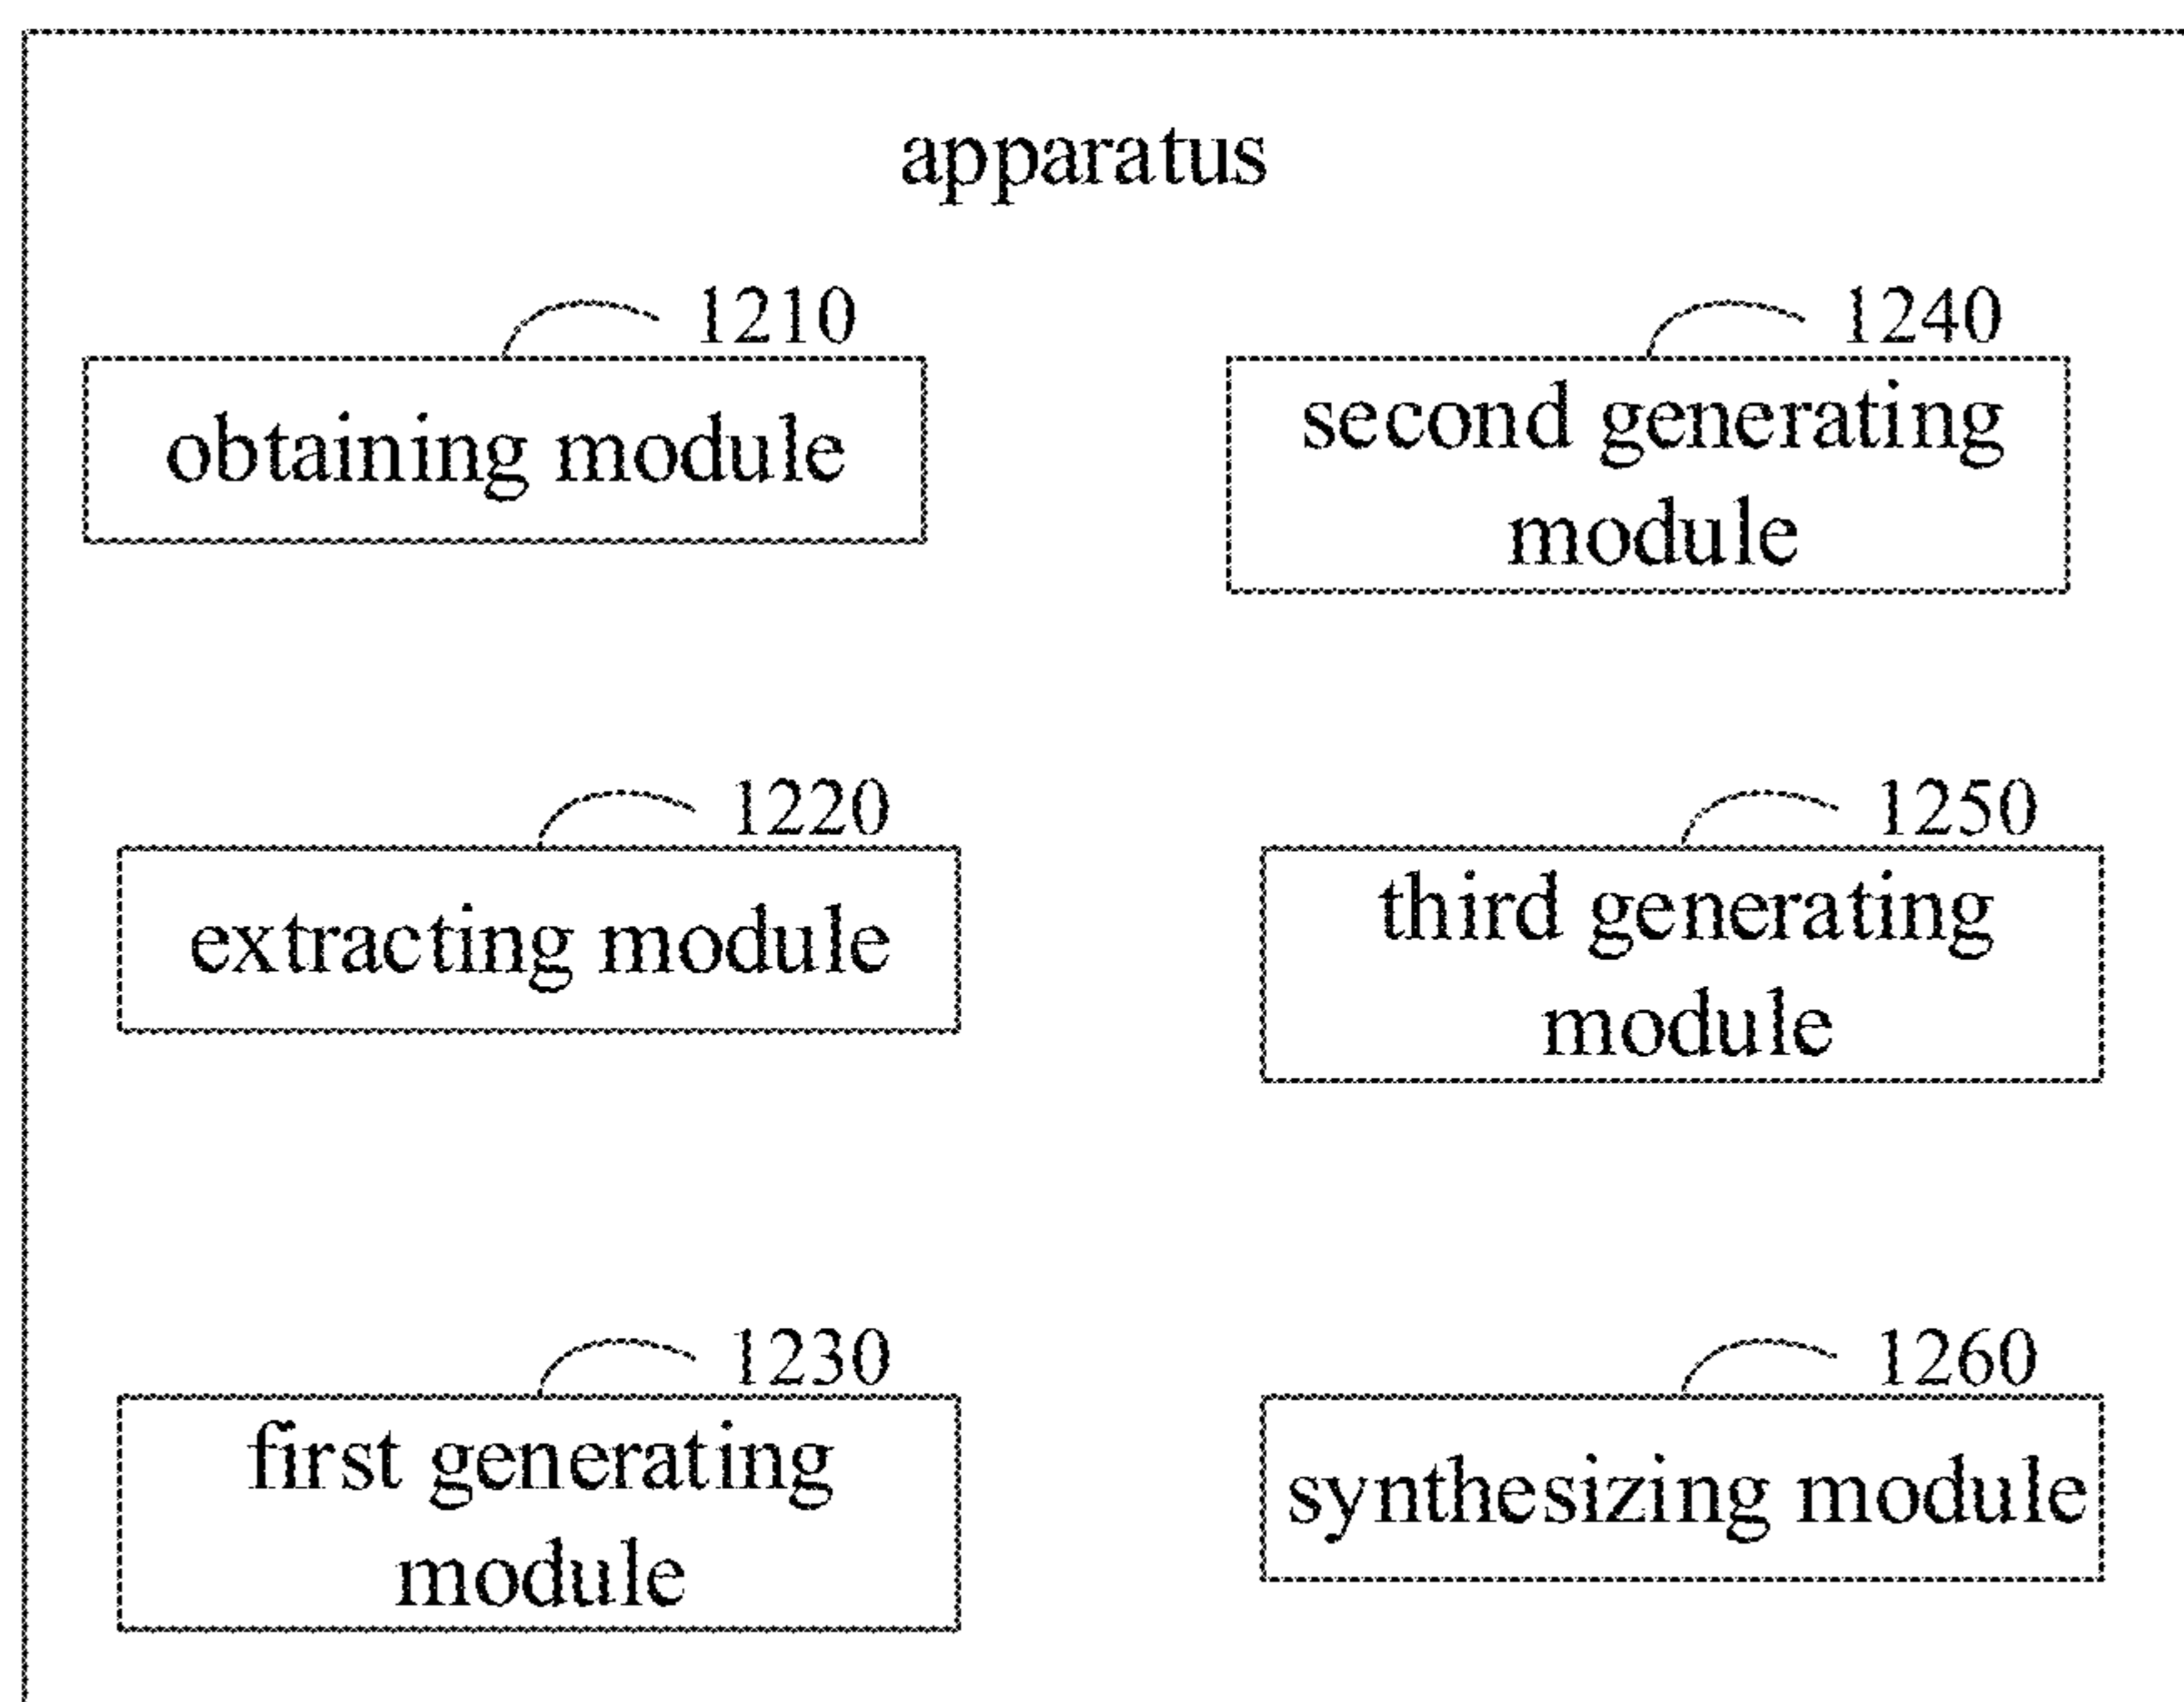 apparatus
1210
obtaining module
1240
second generating
module
1220
extracting module
1250
third generating
module
1230
first generating
module
1260
synthesizing module